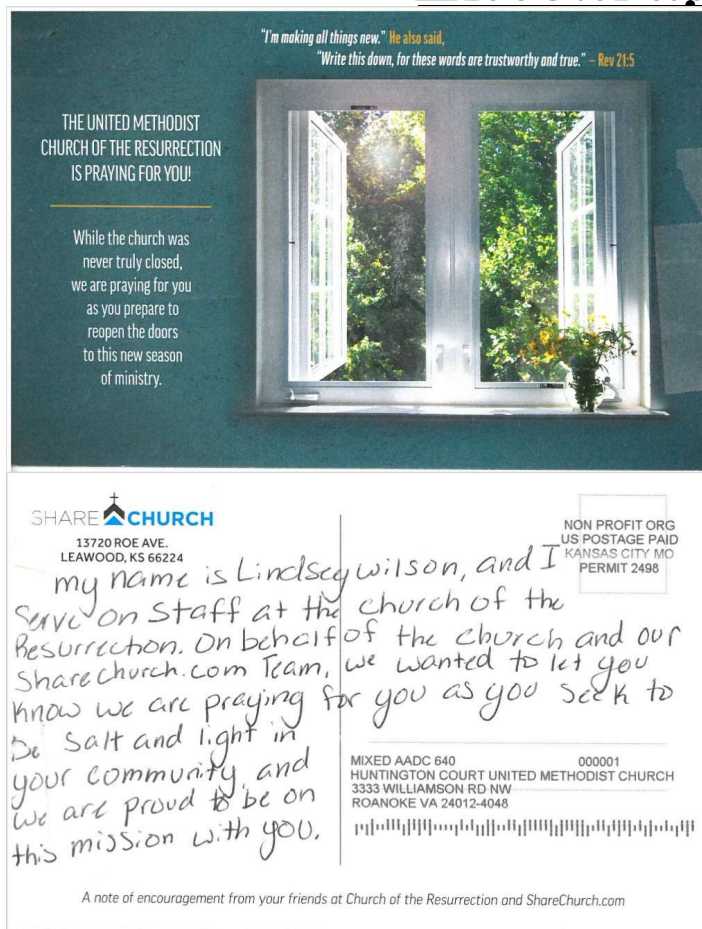 "I'm making all things new." He also said,
"Write this down, for these words are trustworthy and true." – Rev 21:5
THE UNITED METHODIST
CHURCH OF THE RESURRECTION
IS PRAYING FOR YOU!
While the church was
never truly closed,
we are praying for you
as you prepare to
reopen the doors
to this new season
of ministry.
SHARE CHURCH
13720 ROE AVE.
LEAWOOD, KS 66224
NON PROFIT ORG
US POSTAGE PAID
KANSAS CITY MO
PERMIT 2498
my name is Lindsey wilson, and I
Serve on Staff at the church of the
Resurrection. On behalf of the church and our
Sharechurch.com Team, we wanted to let you
know we are praying for you as you seek to
be salt and light in
your community, and
we are proud to be on
this mission with you.
MIXED AADC 640 000001
HUNTINGTON COURT UNITED METHODIST CHURCH
3333 WILLIAMSON RD NW
ROANOKE VA 24012-4048
A note of encouragement from your friends at Church of the Resurrection and ShareChurch.com